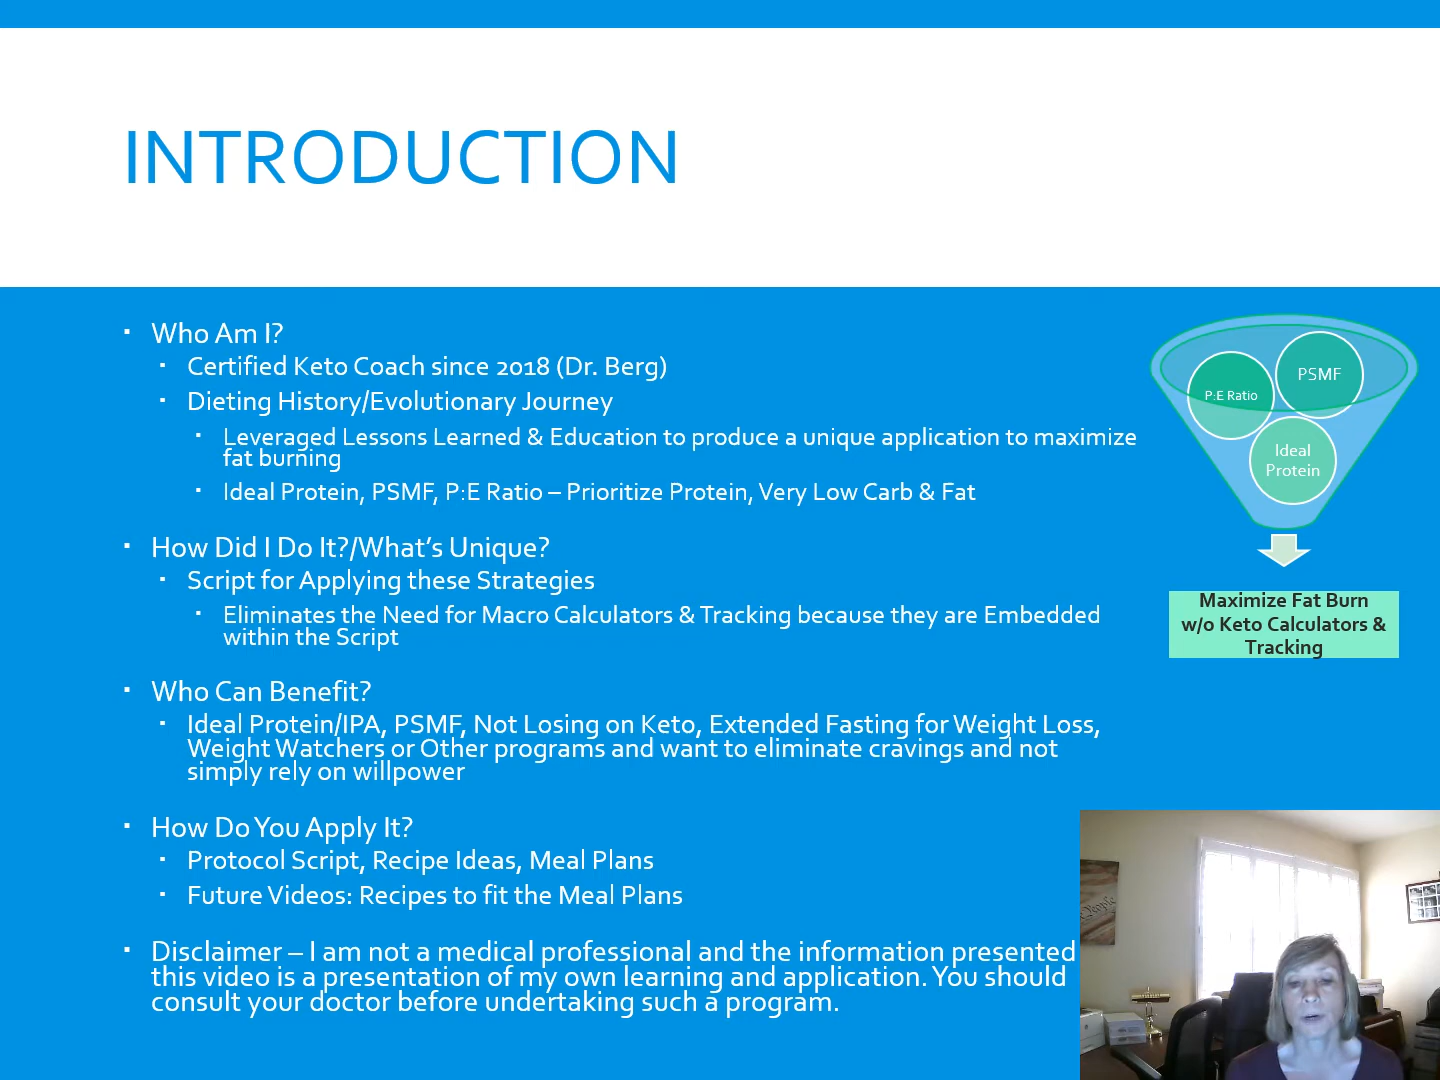 INTRODUCTION
Who Am I?
Certified Keto Coach since 2018 (Dr. Berg)
Dieting History/Evolutionary Journey
Leveraged Lessons Learned & Education to produce a unique application to maximize
fat burning
Ideal Protein, PSMF, P:E Ratio – Prioritize Protein, Very Low Carb & Fat
How Did I Do It?/What’s Unique?
Script for Applying these Strategies
Eliminates the Need for Macro Calculators & Tracking because they are Embedded
within the Script
Who Can Benefit?
Ideal Protein/IPA, PSMF, Not Losing on Keto, Extended Fasting for Weight Loss,
Weight Watchers or Other programs and want to eliminate cravings and not
simply rely on willpower
How Do You Apply It?
Protocol Script, Recipe Ideas, Meal Plans
Future Videos: Recipes to fit the Meal Plans
Disclaimer – I am not a medical professional and the information presented
this video is a presentation of my own learning and application. You should
consult your doctor before undertaking such a program.
PSMF
P:E Ratio
Ideal
Protein
Maximize Fat Burn
w/o Keto Calculators &
Tracking
People